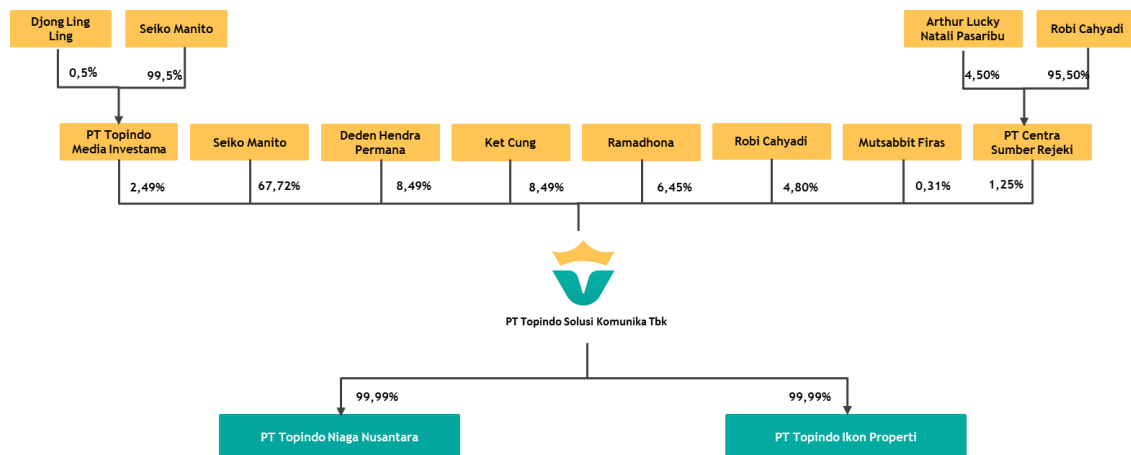 Djong Ling
Ling
Seiko Manito
Arthur Lucky
Natali Pasaribu
Robi Cahyadi
0,5%
99,5%
4,50%
95,50%
PT Topindo
Media Investama
Seiko Manito
Deden Hendra
Permana
Ket Cung
Ramadhona
Robi Cahyadi
Mutsabbit Firas
PT Centra
Sumber Rejeki
2,49%
67,72%
8,49%
8,49%
6,45%
4,80%
0,31%
1,25%
PT Topindo Solusi Komunika Tbk
99,99%
99,99%
PT Topindo Niaga Nusantara
PT Topindo Ikon Properti